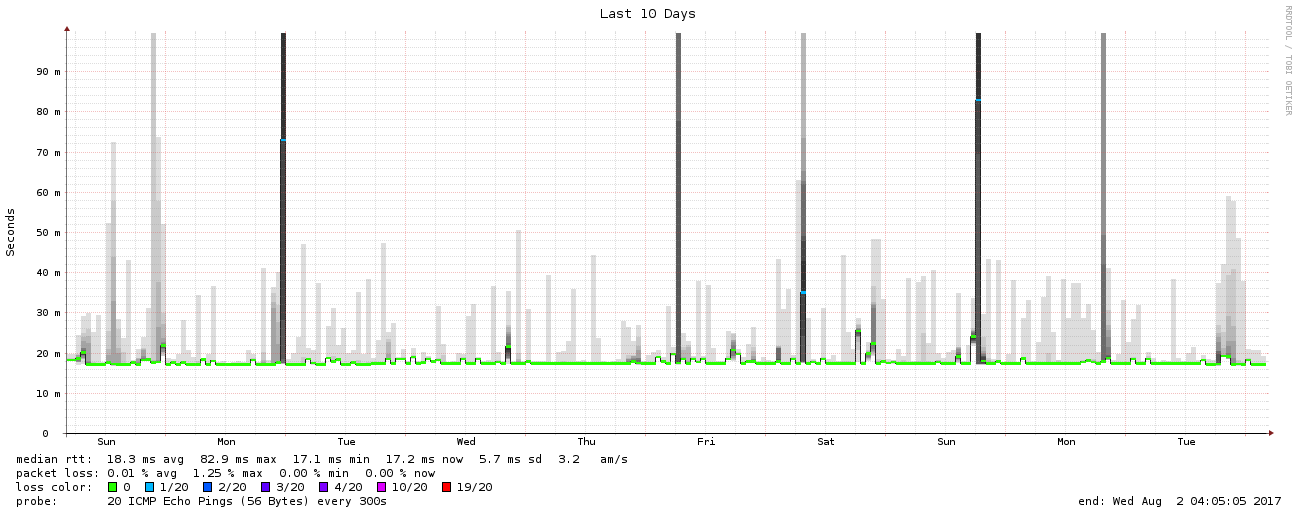 Last 10 Days
RRDTOOL / TOBI OETIKER
Seconds
90 m
80 m
70 m
60 m
50 m
40 m
30 m
20 m
10 m
0
Sun Mon Tue Wed Thu Fri Sat Sun Mon Tue
median rtt: 18.3 ms avg 82.9 ms max 17.1 ms min 17.2 ms now 5.7 ms sd 3.2 am/s
packet loss: 0.01 % avg 1.25 % max 0.00 % min 0.00 % now
loss color: 0 1/20 2/20 3/20 4/20 10/20 19/20
probe: 20 ICMP Echo Pings (56 Bytes) every 300s end: Wed Aug 2 04:05:05 2017